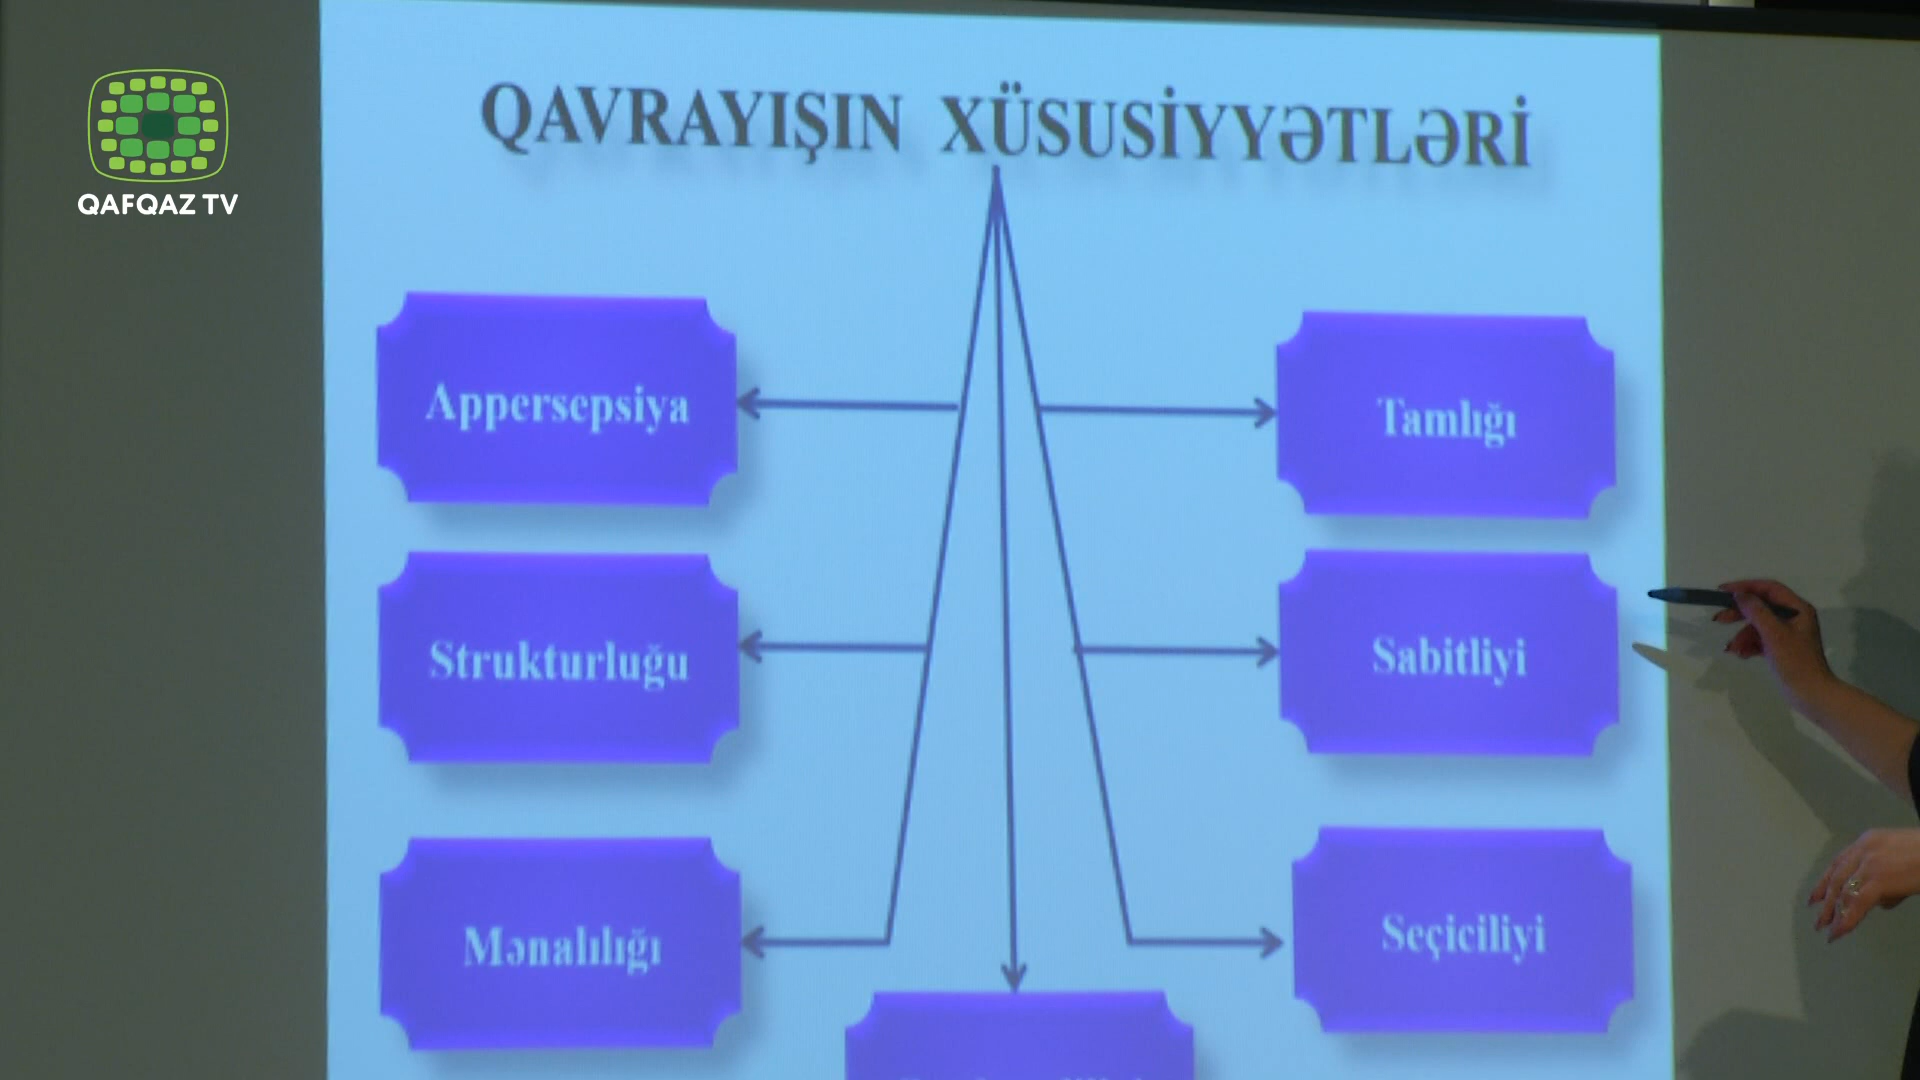 QAFQAZ TV
QAVRAYIŞIN XÜSUSİYYƏTLƏRİ
Appersepsiya
Tamlığı
Strukturluğu
Sabitliyi
Mənalılığı
Seçiciliyi